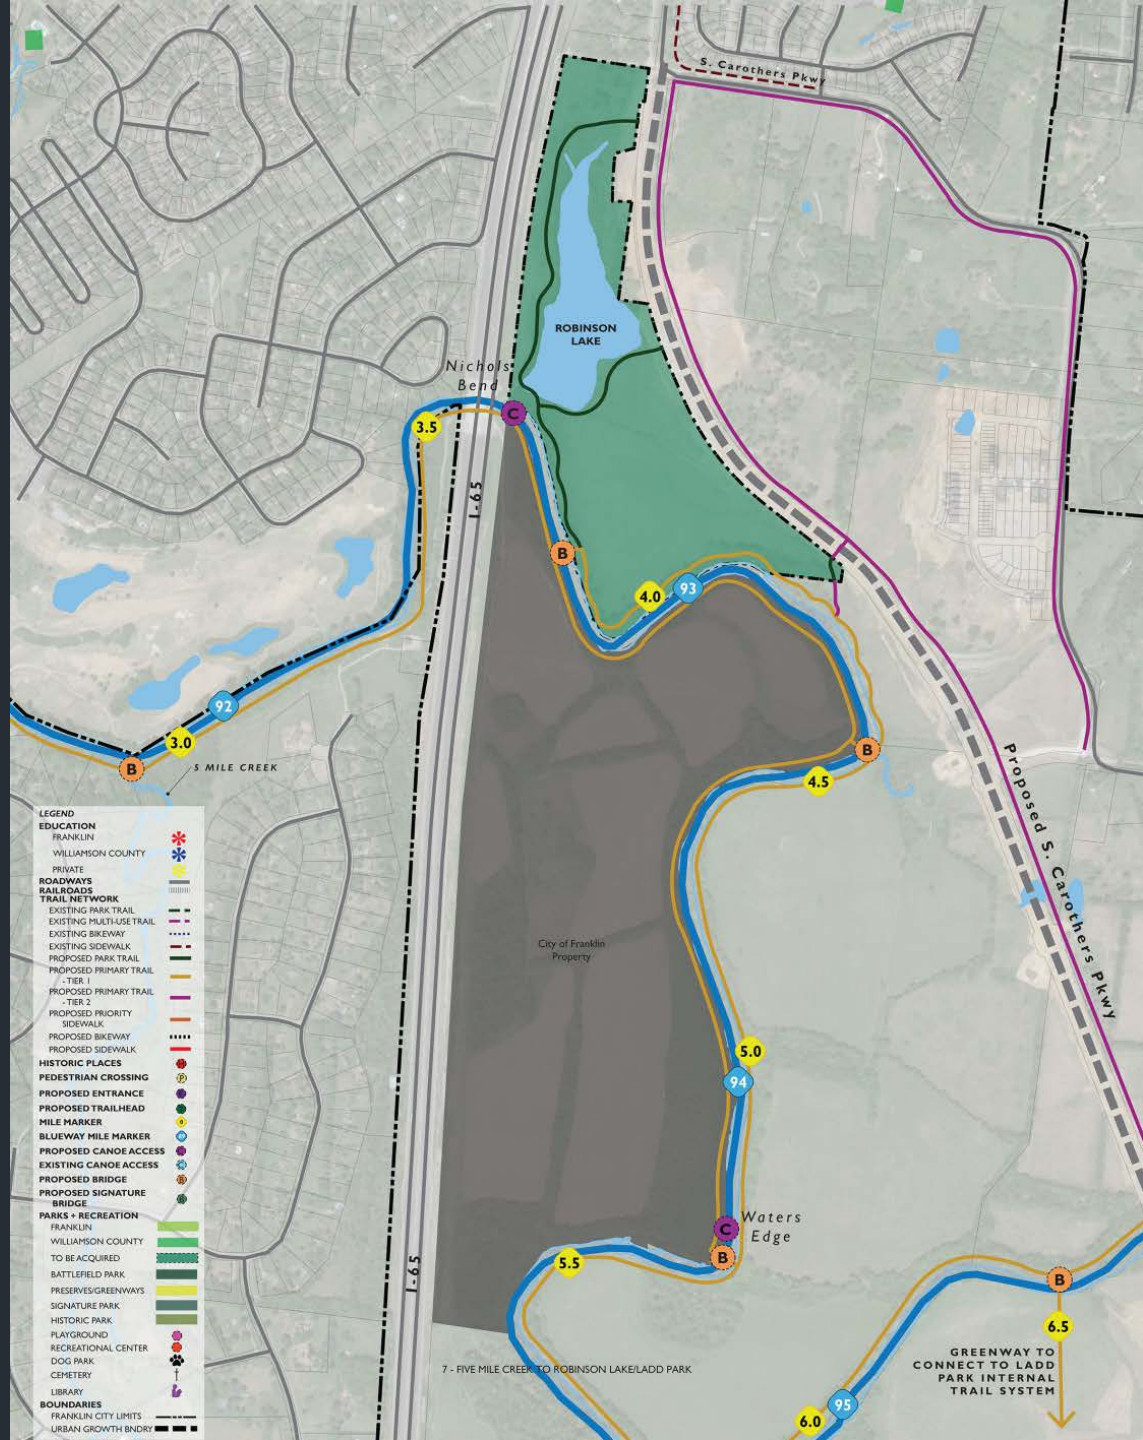 S. Carothers Pkwy
ROBINSON
LAKE
Nichols
Bend
C
3.5
I-65
B
4.0
93
92
3.0
B
5 MILE CREEK
B
4.5
Proposed S. Carothers Pkwy
City of Franklin
Property
5.0
94
C
Waters
Edge
B
5.5
I-65
B
6.5
GREENWAY TO
CONNECT TO LADD
PARK INTERNAL
TRAIL SYSTEM
7 - FIVE MILE CREEK TO ROBINSON LAKE/LADD PARK
95
6.0
LEGEND
EDUCATION
FRANKLIN
WILLIAMSON COUNTY
PRIVATE
ROADWAYS
RAILROADS
TRAIL NETWORK
EXISTING PARK TRAIL
EXISTING MULTI-USE TRAIL
EXISTING BIKEWAY
EXISTING SIDEWALK
PROPOSED PARK TRAIL
PROPOSED PRIMARY TRAIL
- TIER 1
PROPOSED PRIMARY TRAIL
- TIER 2
PROPOSED PRIORITY
SIDEWALK
PROPOSED BIKEWAY
PROPOSED SIDEWALK
HISTORIC PLACES
PEDESTRIAN CROSSING
PROPOSED ENTRANCE
PROPOSED TRAILHEAD
MILE MARKER
BLUEWAY MILE MARKER
PROPOSED CANOE ACCESS
EXISTING CANOE ACCESS
PROPOSED BRIDGE
PROPOSED SIGNATURE
BRIDGE
PARKS + RECREATION
FRANKLIN
WILLIAMSON COUNTY
TO BE ACQUIRED
BATTLEFIELD PARK
PRESERVES/GREENWAYS
SIGNATURE PARK
HISTORIC PARK
PLAYGROUND
RECREATIONAL CENTER
DOG PARK
CEMETERY
LIBRARY
BOUNDARIES
FRANKLIN CITY LIMITS
URBAN GROWTH BNDRY